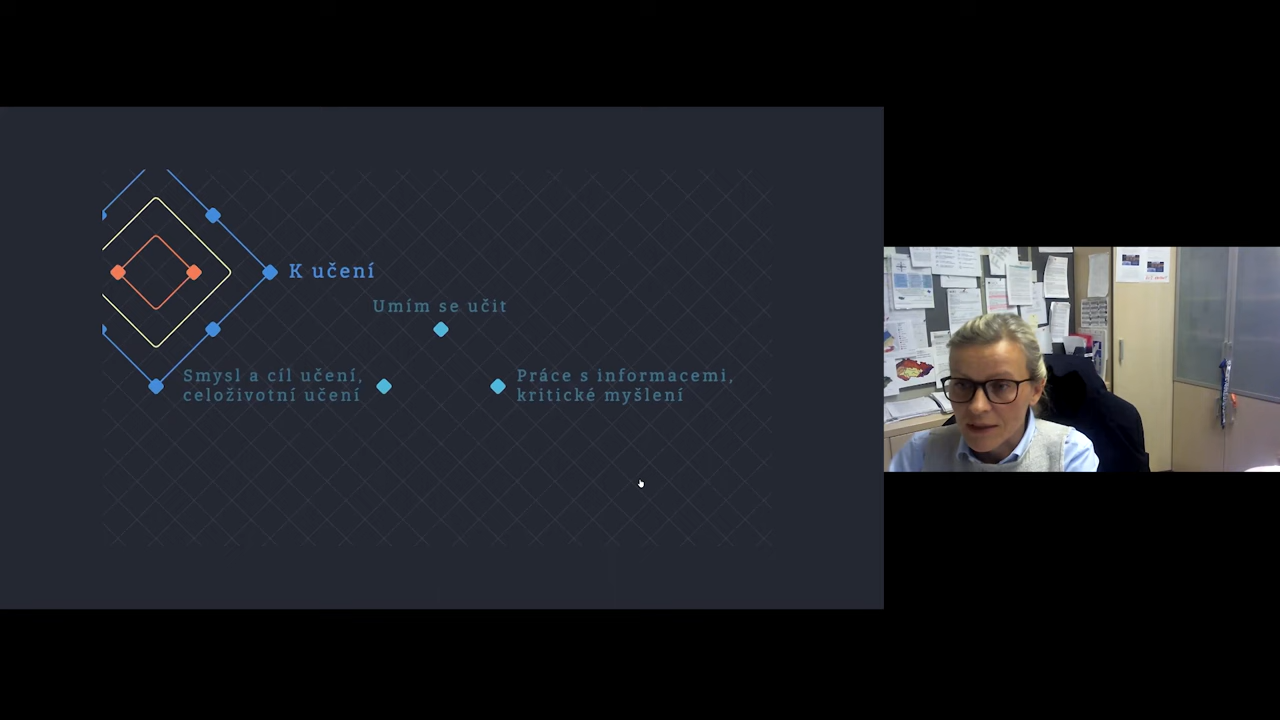 K učení
Umím se učit
Smysl a cíl učení,
celoživotní učení
Práce s informacemi,
kritické myšlení